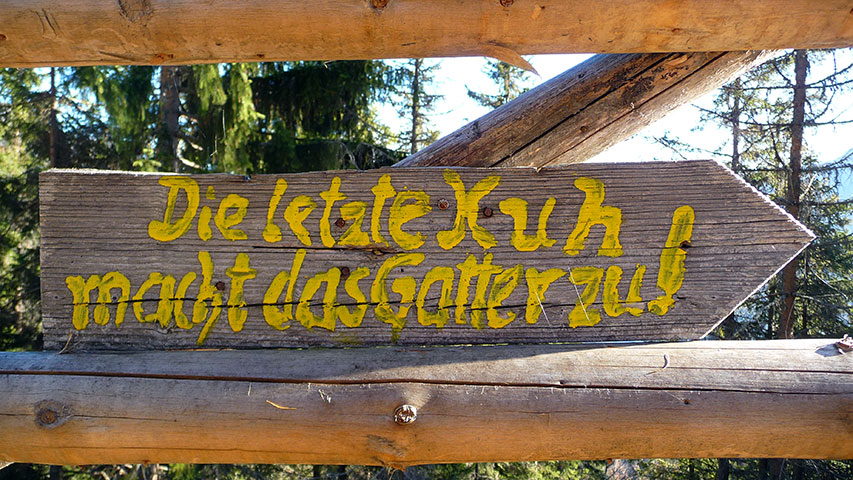 Die letzte Kuh
macht das Gatter zu!